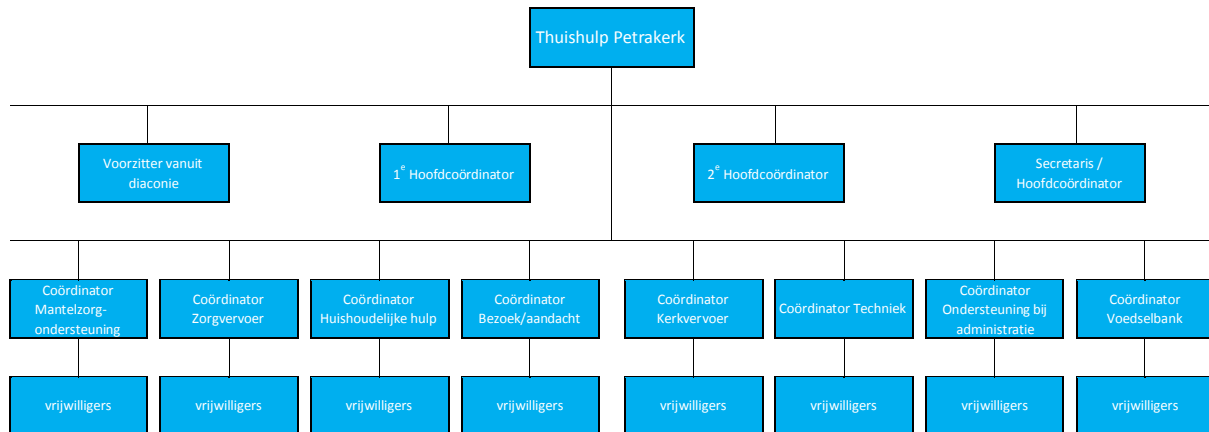 Thuishulp Petrakerk
Voorzitter vanuit
diaconie
1e Hoofdcoördinator
2e Hoofdcoördinator
Secretaris /
Hoofdcoördinator
Coördinator
Mantelzorg-
ondersteuning
Coördinator
Zorgvervoer
Coördinator
Huishoudelijke hulp
Coördinator
Bezoek/aandacht
Coördinator
Kerkvervoer
Coördinator Techniek
Coördinator
Ondersteuning bij
administratie
Coördinator
Voedselbank
vrijwilligers
vrijwilligers
vrijwilligers
vrijwilligers
vrijwilligers
vrijwilligers
vrijwilligers
vrijwilligers